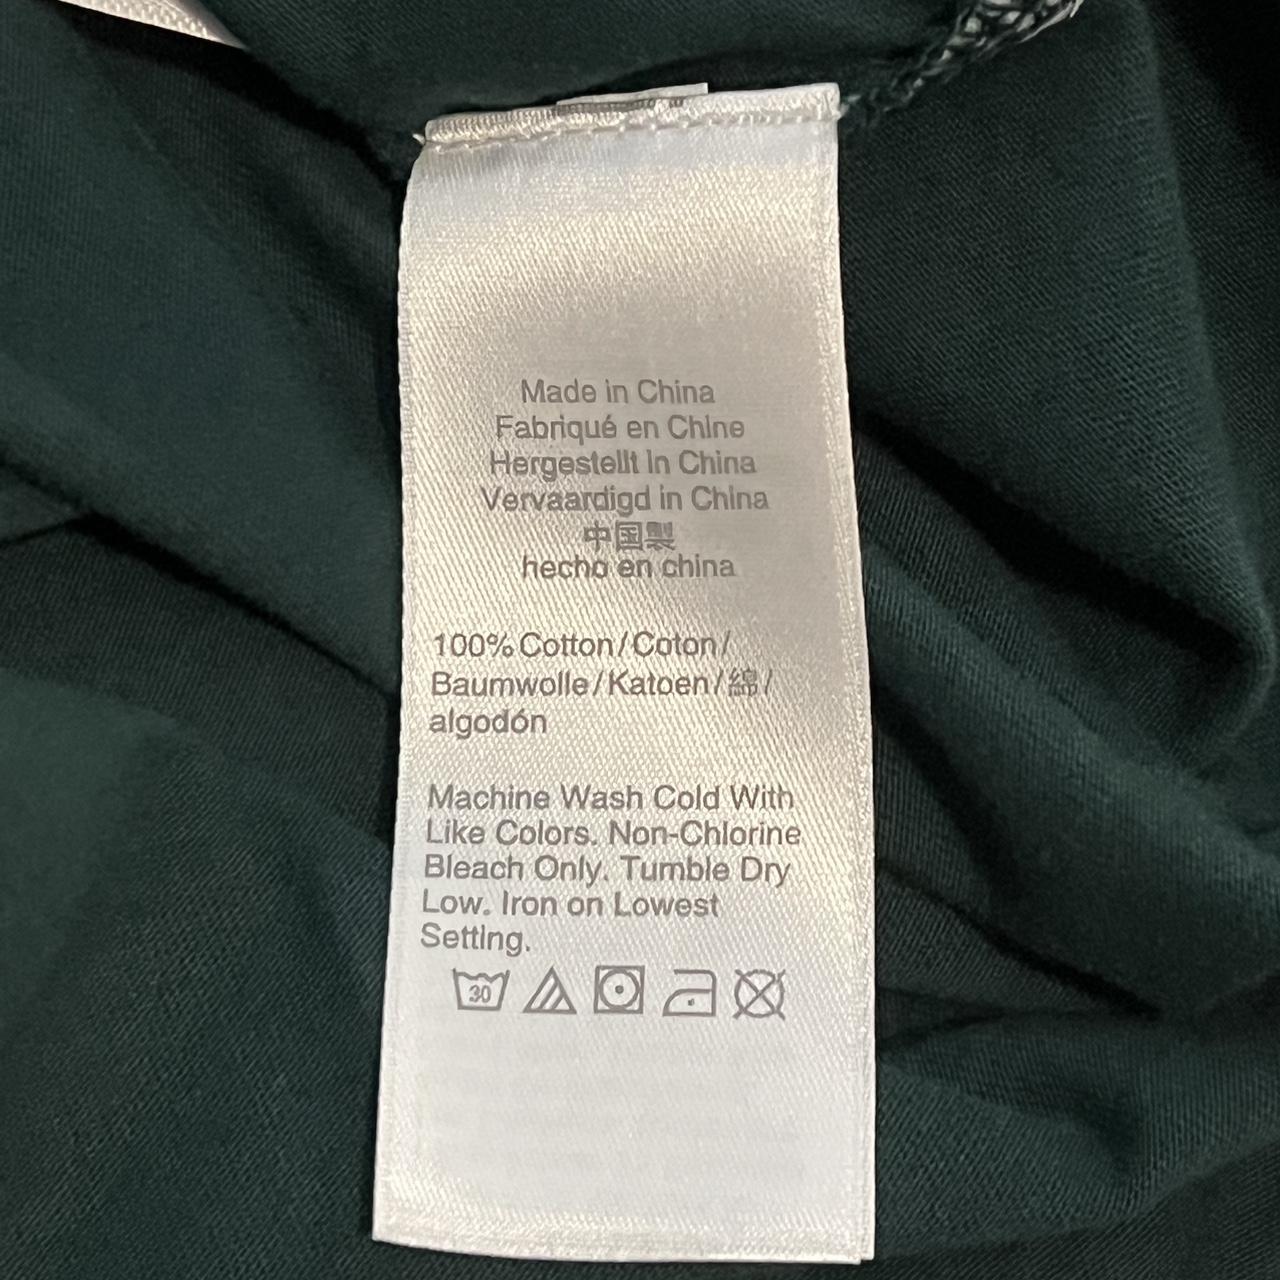 Made in China
Fabriqué en Chine
Hergestellt in China
Vervaardigd in China
中国製
hecho en china
100% Cotton/Coton/
Baumwolle/Katoen/綿/
algodón
Machine Wash Cold With
Like Colors. Non-Chlorine
Bleach Only. Tumble Dry
Low. Iron on Lowest
Setting.
30